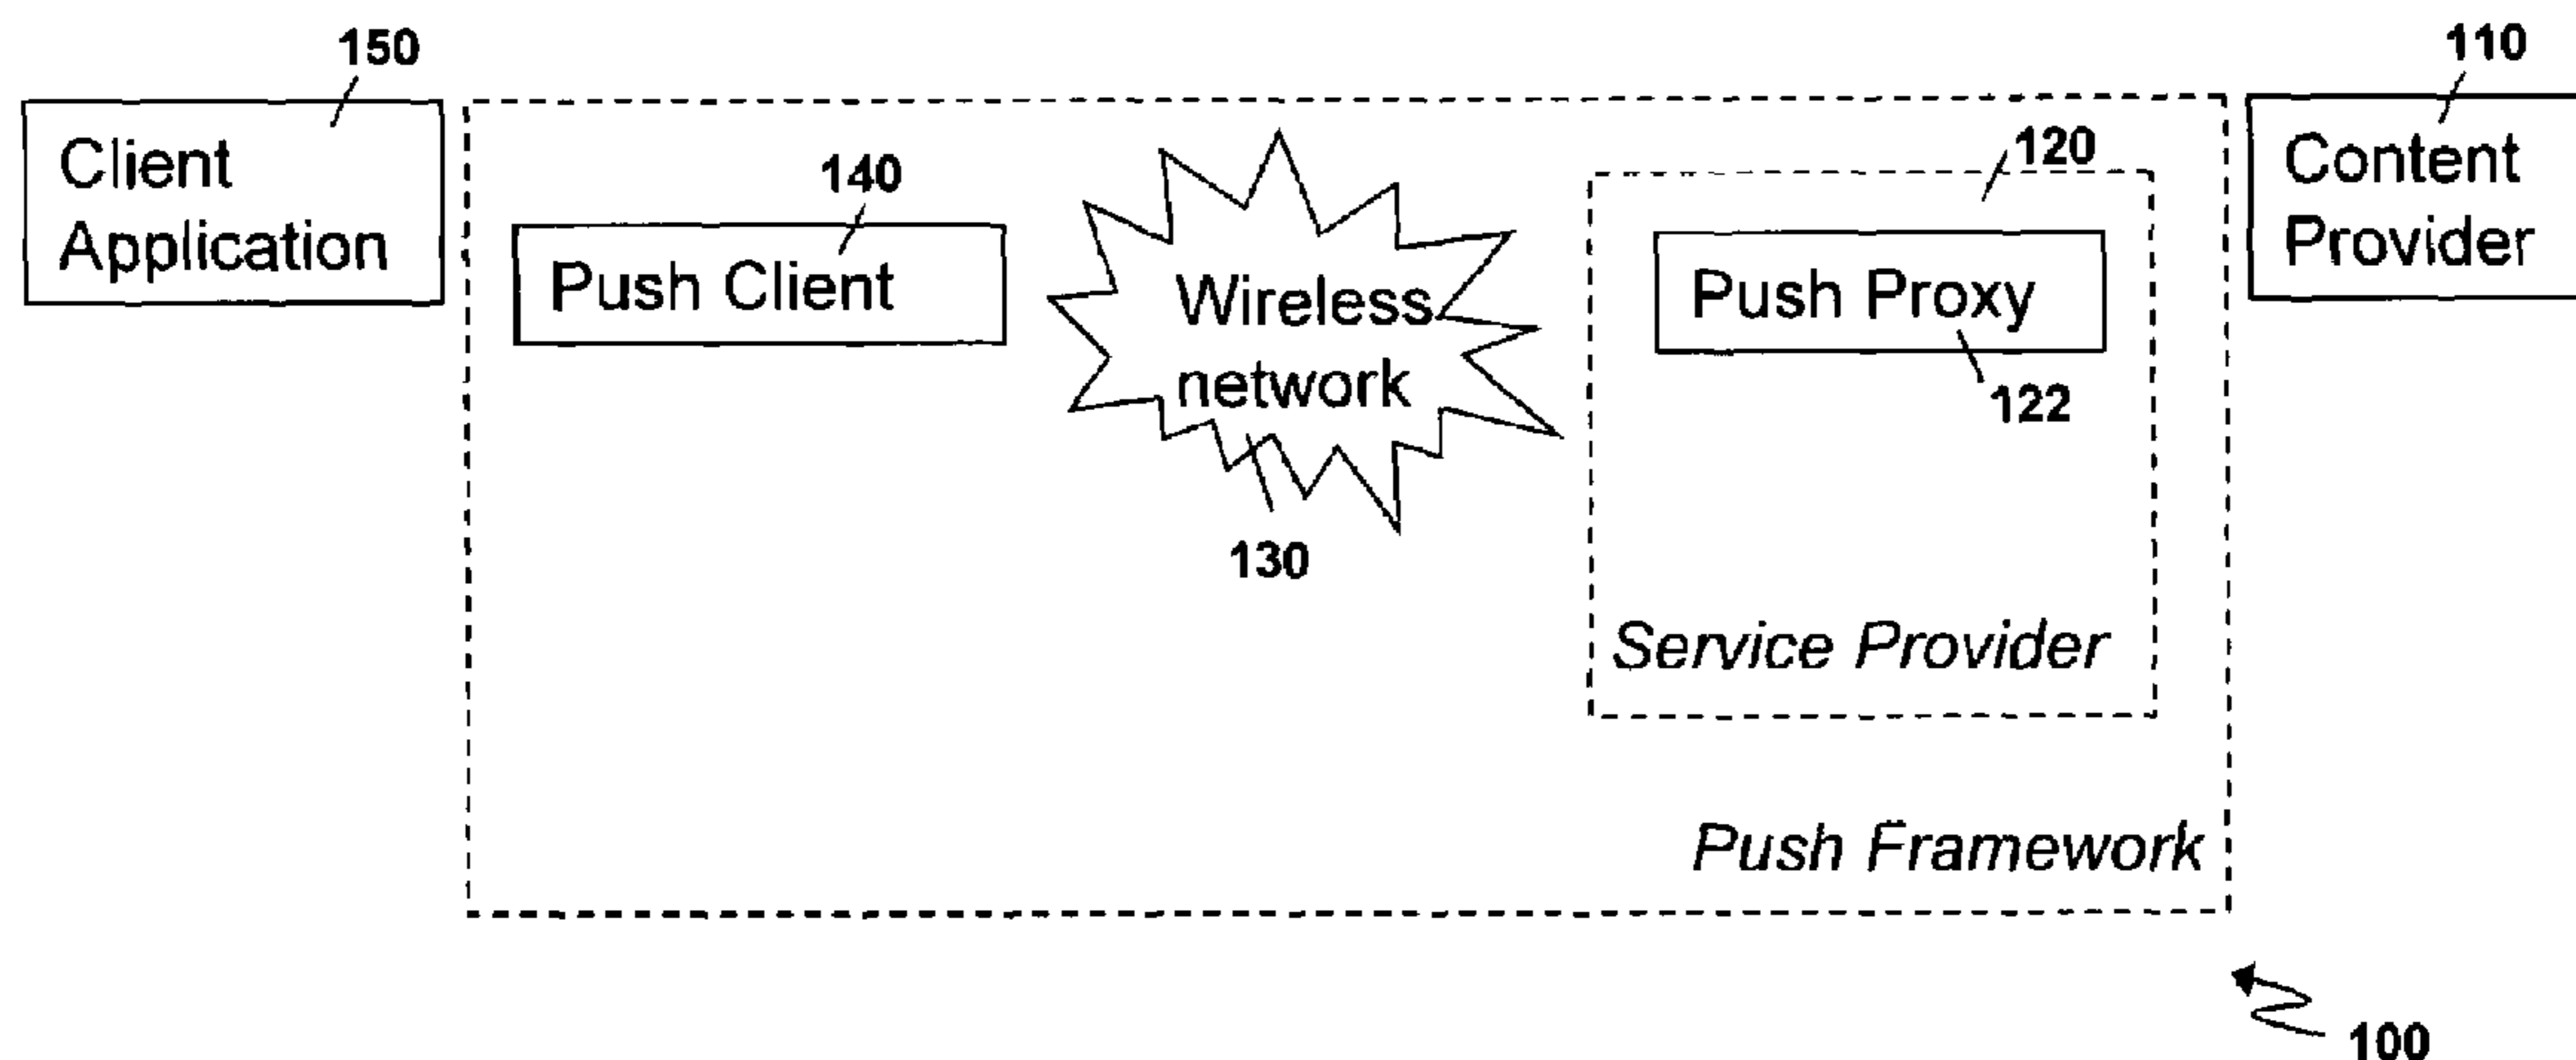 150
110
Client
Application
140
Push Client
Wireless
network
130
120
Push Proxy
122
Content
Provider
Service Provider
Push Framework
100